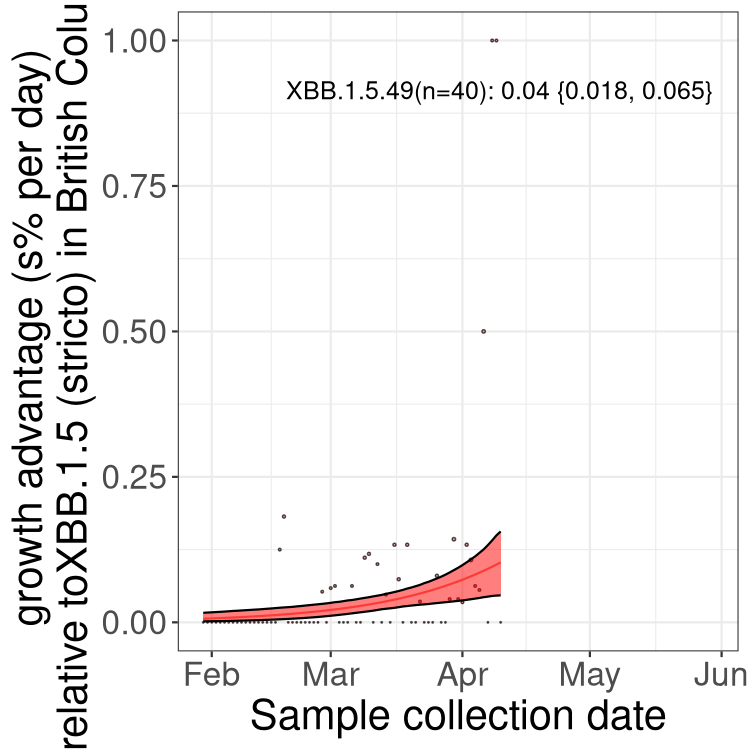 growth advantage (s% per day)
relative toXBB.1.5 (stricto) in British Colu
1.00
0.75
0.50
0.25
0.00
XBB.1.5.49(n=40): 0.04 {0.018, 0.065}
Feb Mar Apr May Jun
Sample collection date